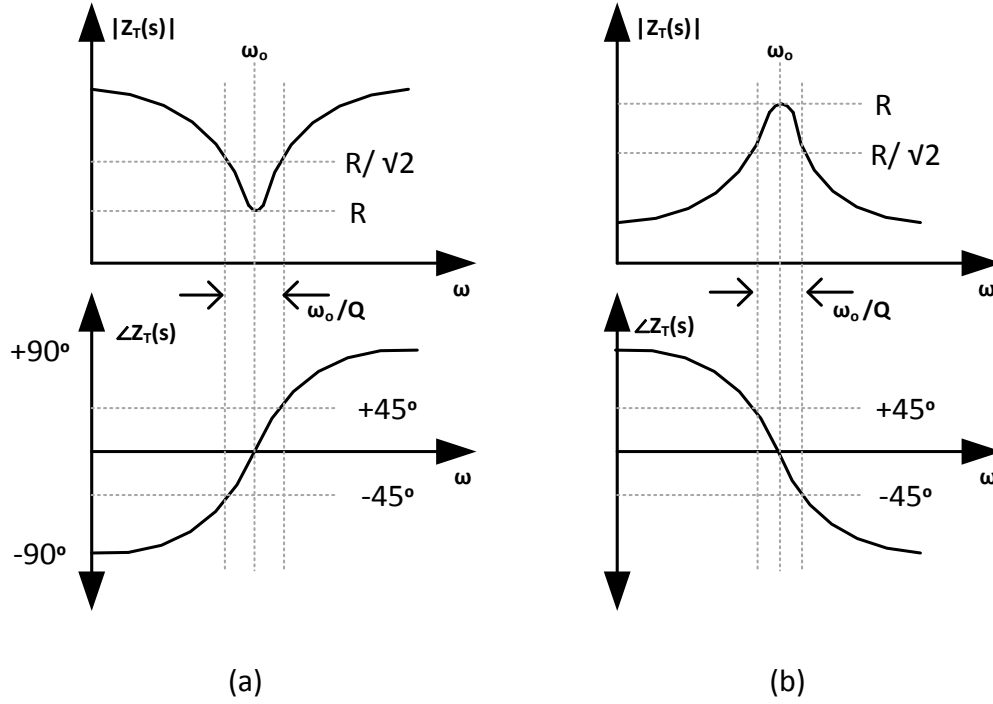 |Z_T(s)|
ω_o
R/ √2
R
ω
ω_o/Q
∠Z_T(s)
+90º
+45º
ω
-45º
-90º
(a)
|Z_T(s)|
ω_o
R
R/ √2
ω
ω_o/Q
∠Z_T(s)
+45º
ω
-45º
(b)